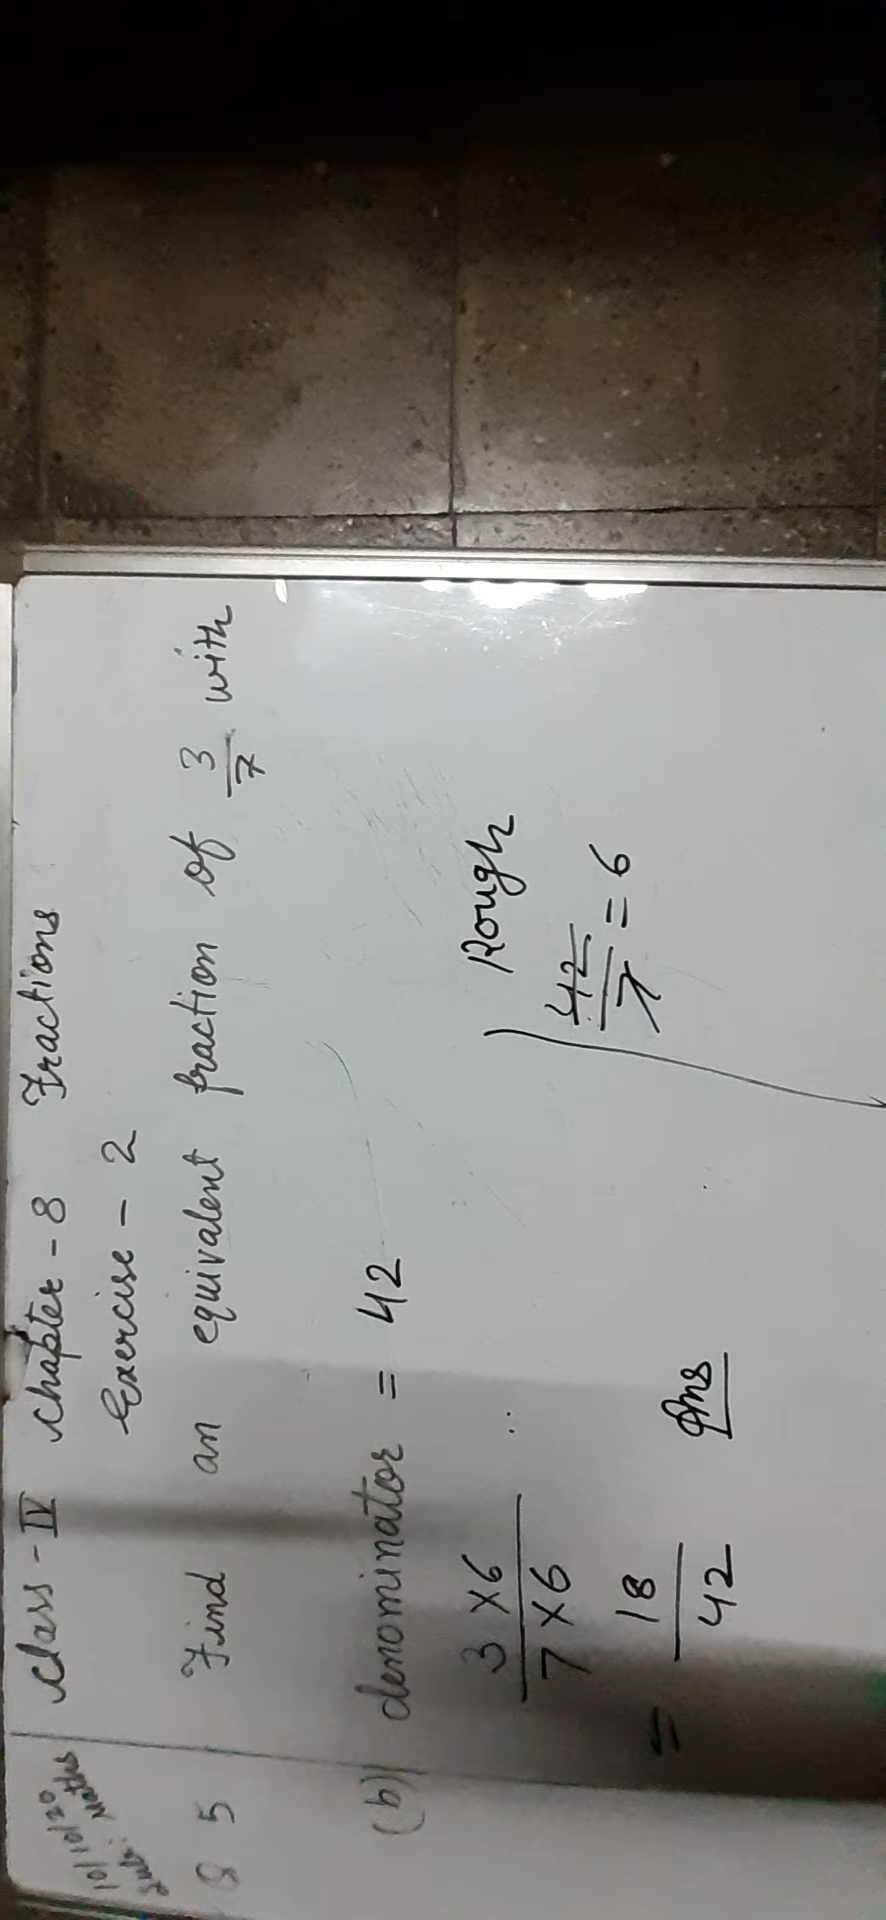 10/10/20
Sub: Maths
Class - IV Chapter - 8 Fractions
Exercise - 2
Q 5 Find an equivalent fraction of 3/7 with
(b) denominator = 42
3 × 6
7 × 6
= 18
42
Ans
Rough
42
7 = 6